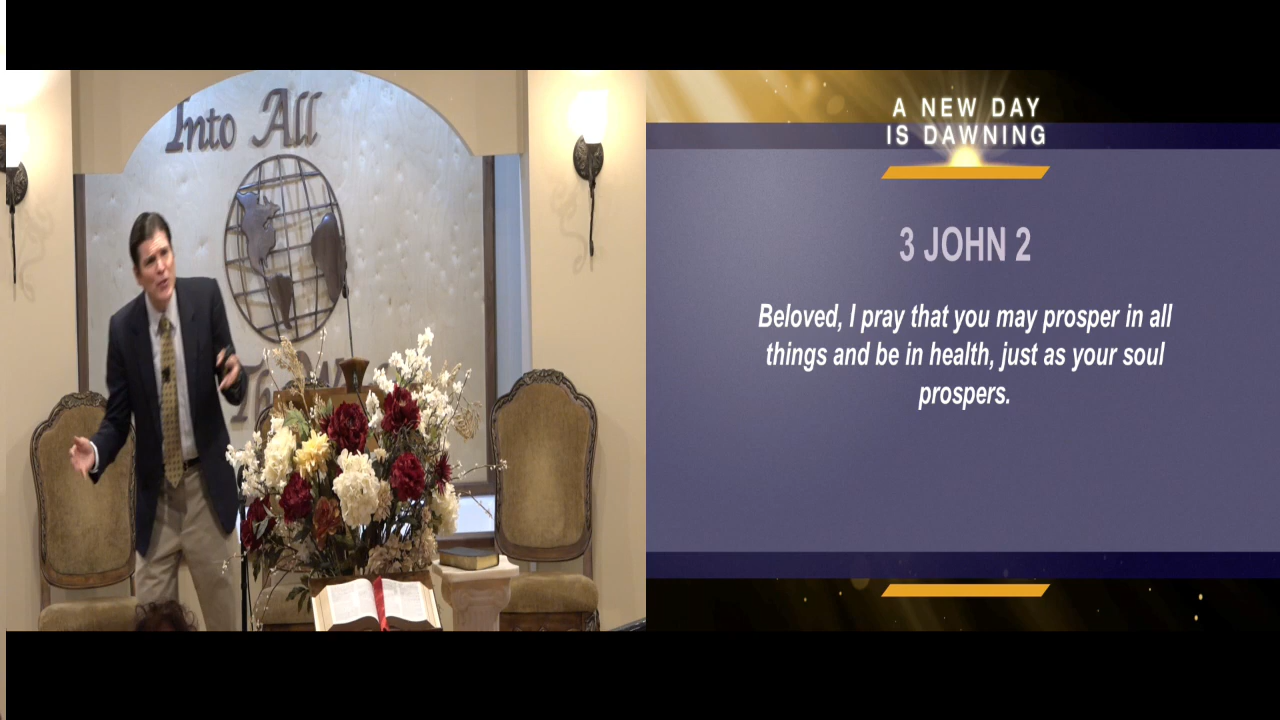 Into All
A NEW DAY
IS DAWNING
3 JOHN 2
Beloved, I pray that you may prosper in all
things and be in health, just as your soul
prospers.